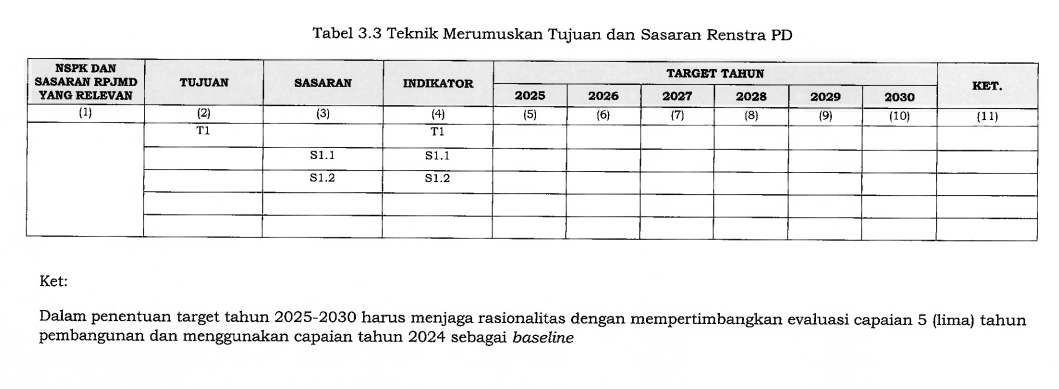 Tabel 3.3 Teknik Merumuskan Tujuan dan Sasaran Renstra PD
NSPK DAN
SASARAN RPJMD
YANG RELEVAN
TUJUAN
SASARAN
INDIKATOR
TARGET TAHUN
KET.
2025
2026
2027
2028
2029
2030
(1)
(2)
(3)
(4)
(5)
(6)
(7)
(8)
(9)
(10)
(11)
T1
T1
S1.1
S1.1
S1.2
S1.2
Ket:
Dalam penentuan target tahun 2025-2030 harus menjaga rasionalitas dengan mempertimbangkan evaluasi capaian 5 (lima) tahun
pembangunan dan menggunakan capaian tahun 2024 sebagai baseline